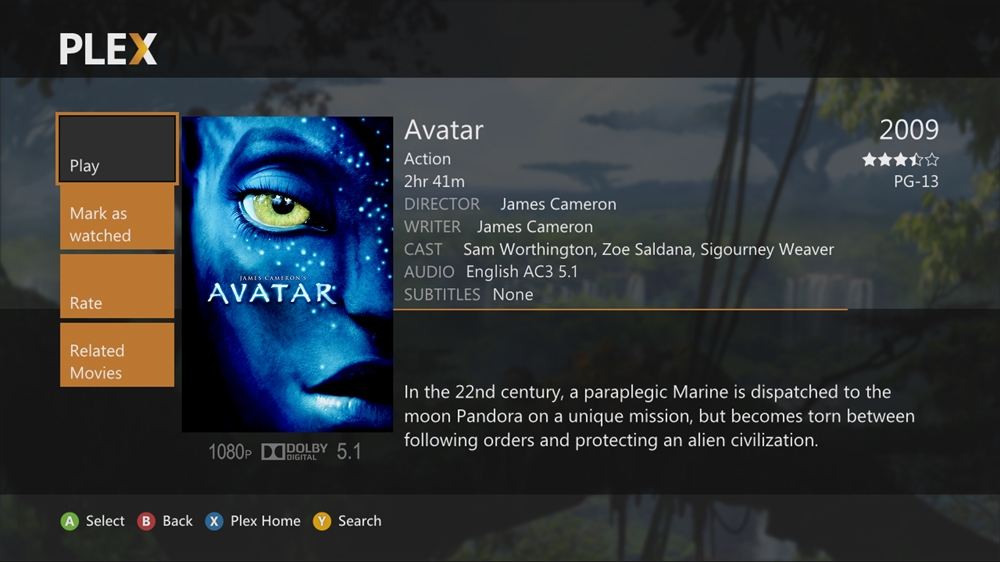 PLEX
Play
Mark as
watched
Rate
Related
Movies
JAMES CAMERON'S
AVATAR
1080P DOLBY DIGITAL 5.1
Avatar
2009
Action
2hr 41m
PG-13
DIRECTOR James Cameron
WRITER James Cameron
CAST Sam Worthington, Zoe Saldana, Sigourney Weaver
AUDIO English AC3 5.1
SUBTITLES None
In the 22nd century, a paraplegic Marine is dispatched to the
moon Pandora on a unique mission, but becomes torn between
following orders and protecting an alien civilization.
A Select B Back X Plex Home Y Search